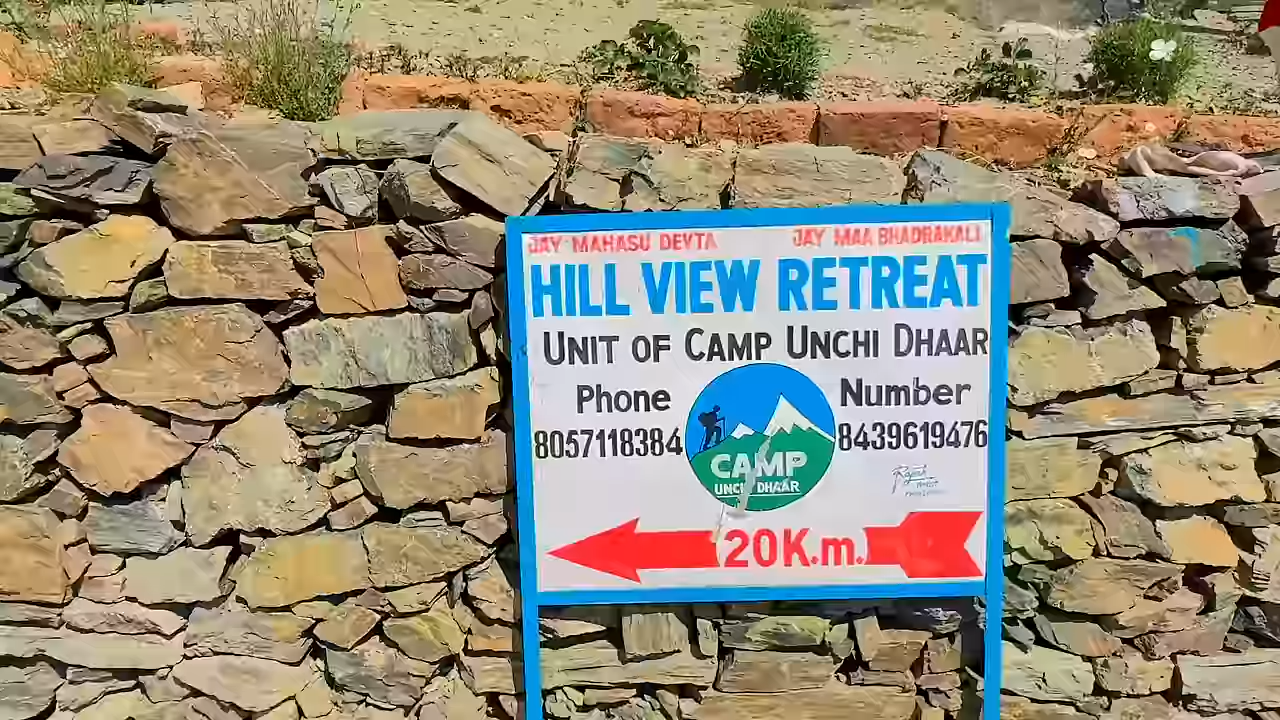 JAY MAHASU DEVTA JAY MAA BHADRAKALI
HILL VIEW RETREAT
UNIT OF CAMP UNCHI DHAAR
Phone Number
8057118384 8439619476
CAMP
UNCHI DHAAR
20K.m.